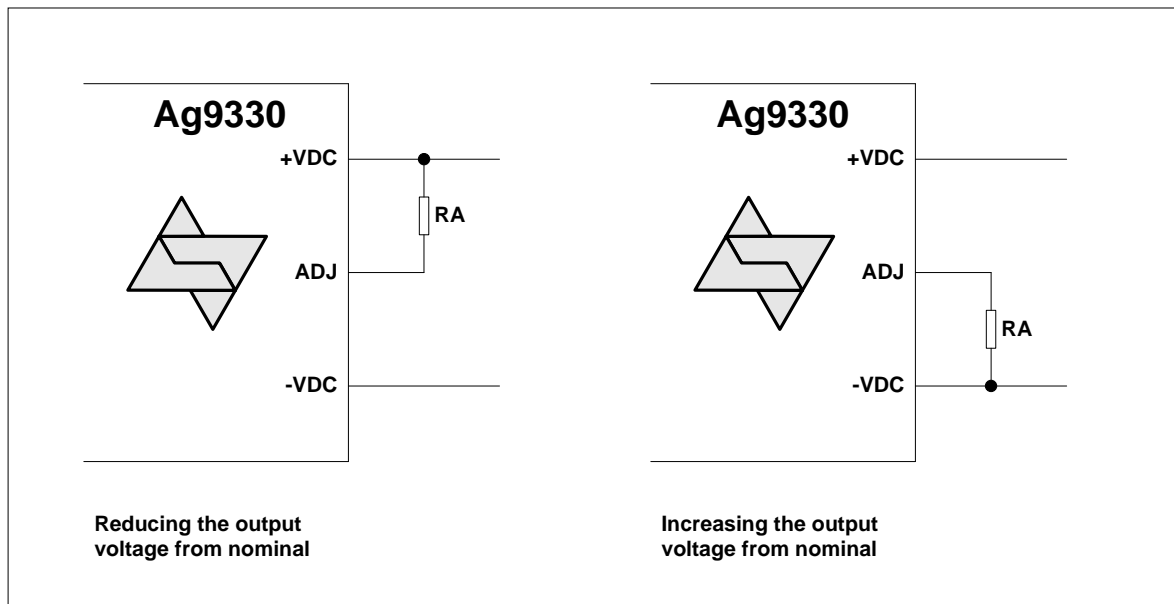 Ag9330
+VDC
RA
ADJ
-VDC
Reducing the output
voltage from nominal
Ag9330
+VDC
ADJ
RA
-VDC
Increasing the output
voltage from nominal